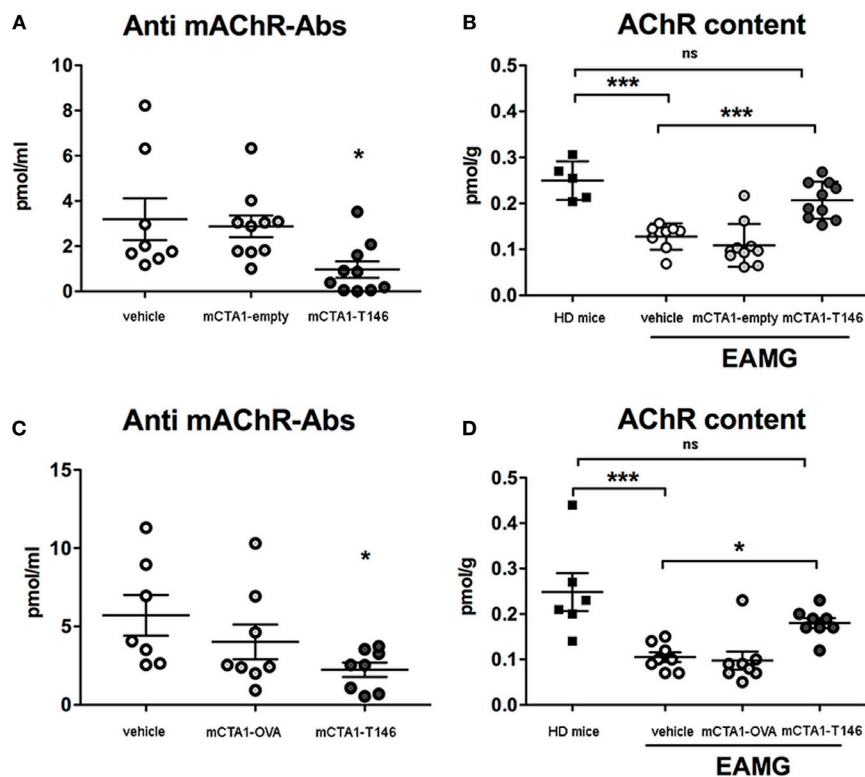 A
Anti mAChR-Abs
10
8
6
4
2
0
pmol/ml
*
vehicle mCTA1-empty mCTA1-T146
B
AChR content
ns
***
***
0.5
0.4
0.3
0.2
0.1
0.0
pmol/g
HD mice vehicle mCTA1-empty mCTA1-T146
EAMG
C
Anti mAChR-Abs
15
10
5
0
pmol/ml
*
vehicle mCTA1-OVA mCTA1-T146
D
AChR content
ns
***
*
0.5
0.4
0.3
0.2
0.1
0.0
pmol/g
HD mice vehicle mCTA1-OVA mCTA1-T146
EAMG